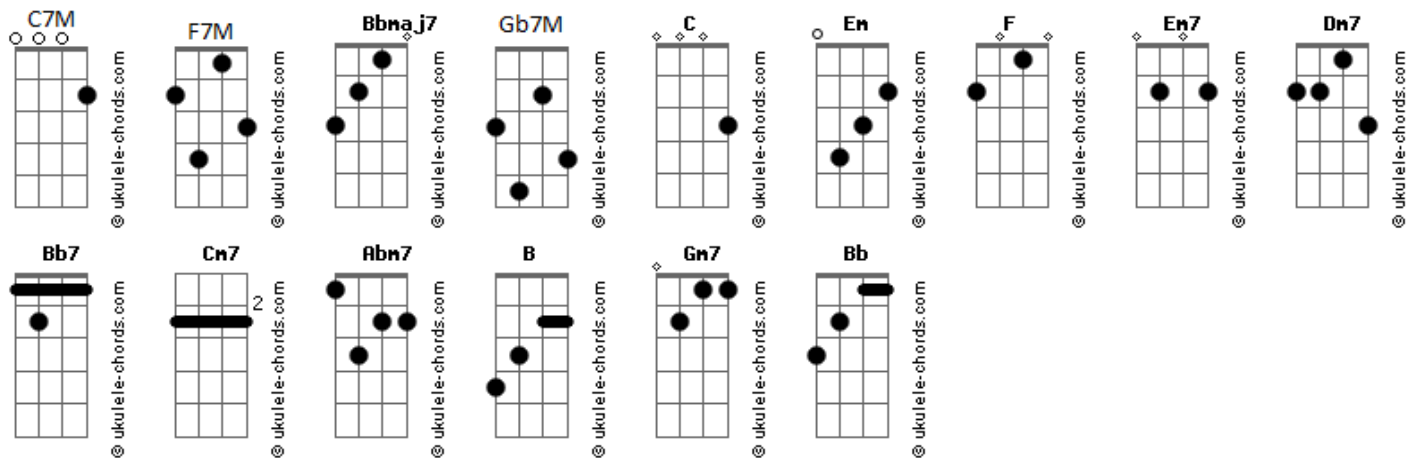 C7M F7M Bbmaj7 Gb7M C Em F Em7 Dm7
© ukulele-chords.com © ukulele-chords.com © ukulele-chords.com © ukulele-chords.com © ukulele-chords.com © ukulele-chords.com © ukulele-chords.com © ukulele-chords.com © ukulele-chords.com
Bb7 Cm7 Abm7 B Gm7 Bb
2
© ukulele-chords.com © ukulele-chords.com © ukulele-chords.com © ukulele-chords.com © ukulele-chords.com © ukulele-chords.com